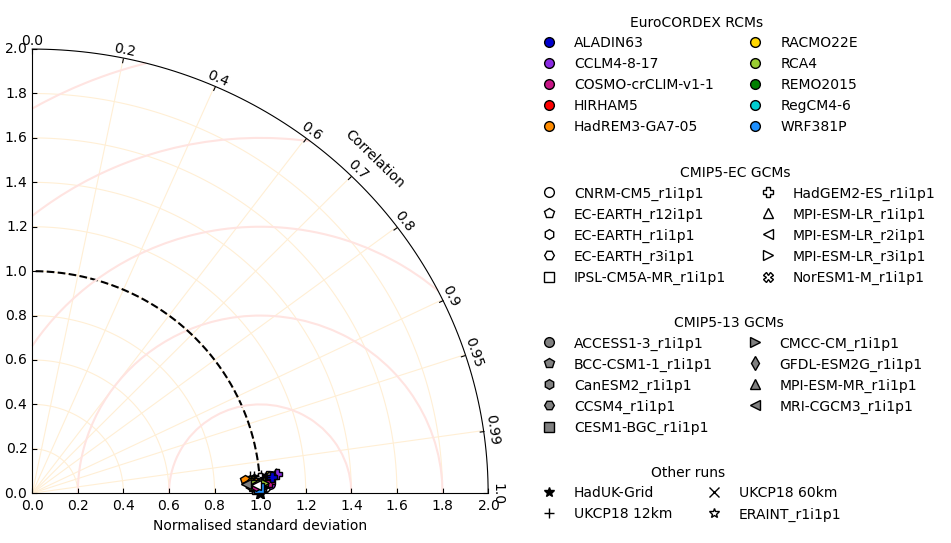 0.0
0.2
0.4
0.6
0.7
0.8
0.9
0.95
0.99
1.0
Correlation
2.0
1.8
1.6
1.4
1.2
1.0
0.8
0.6
0.4
0.2
0.0
0.0 0.2 0.4 0.6 0.8 1.0 1.2 1.4 1.6 1.8 2.0
Normalised standard deviation
EuroCORDEX RCMs
ALADIN63
CCLM4-8-17
COSMO-crCLIM-v1-1
HIRHAM5
HadREM3-GA7-05
RACMO22E
RCA4
REMO2015
RegCM4-6
WRF381P
CMIP5-EC GCMs
CNRM-CM5_r1i1p1
EC-EARTH_r12i1p1
EC-EARTH_r1i1p1
EC-EARTH_r3i1p1
IPSL-CM5A-MR_r1i1p1
HadGEM2-ES_r1i1p1
MPI-ESM-LR_r1i1p1
MPI-ESM-LR_r2i1p1
MPI-ESM-LR_r3i1p1
NorESM1-M_r1i1p1
CMIP5-13 GCMs
ACCESS1-3_r1i1p1
BCC-CSM1-1_r1i1p1
CanESM2_r1i1p1
CCSM4_r1i1p1
CESM1-BGC_r1i1p1
CMCC-CM_r1i1p1
GFDL-ESM2G_r1i1p1
MPI-ESM-MR_r1i1p1
MRI-CGCM3_r1i1p1
Other runs
HadUK-Grid
UKCP18 12km
UKCP18 60km
ERAINT_r1i1p1